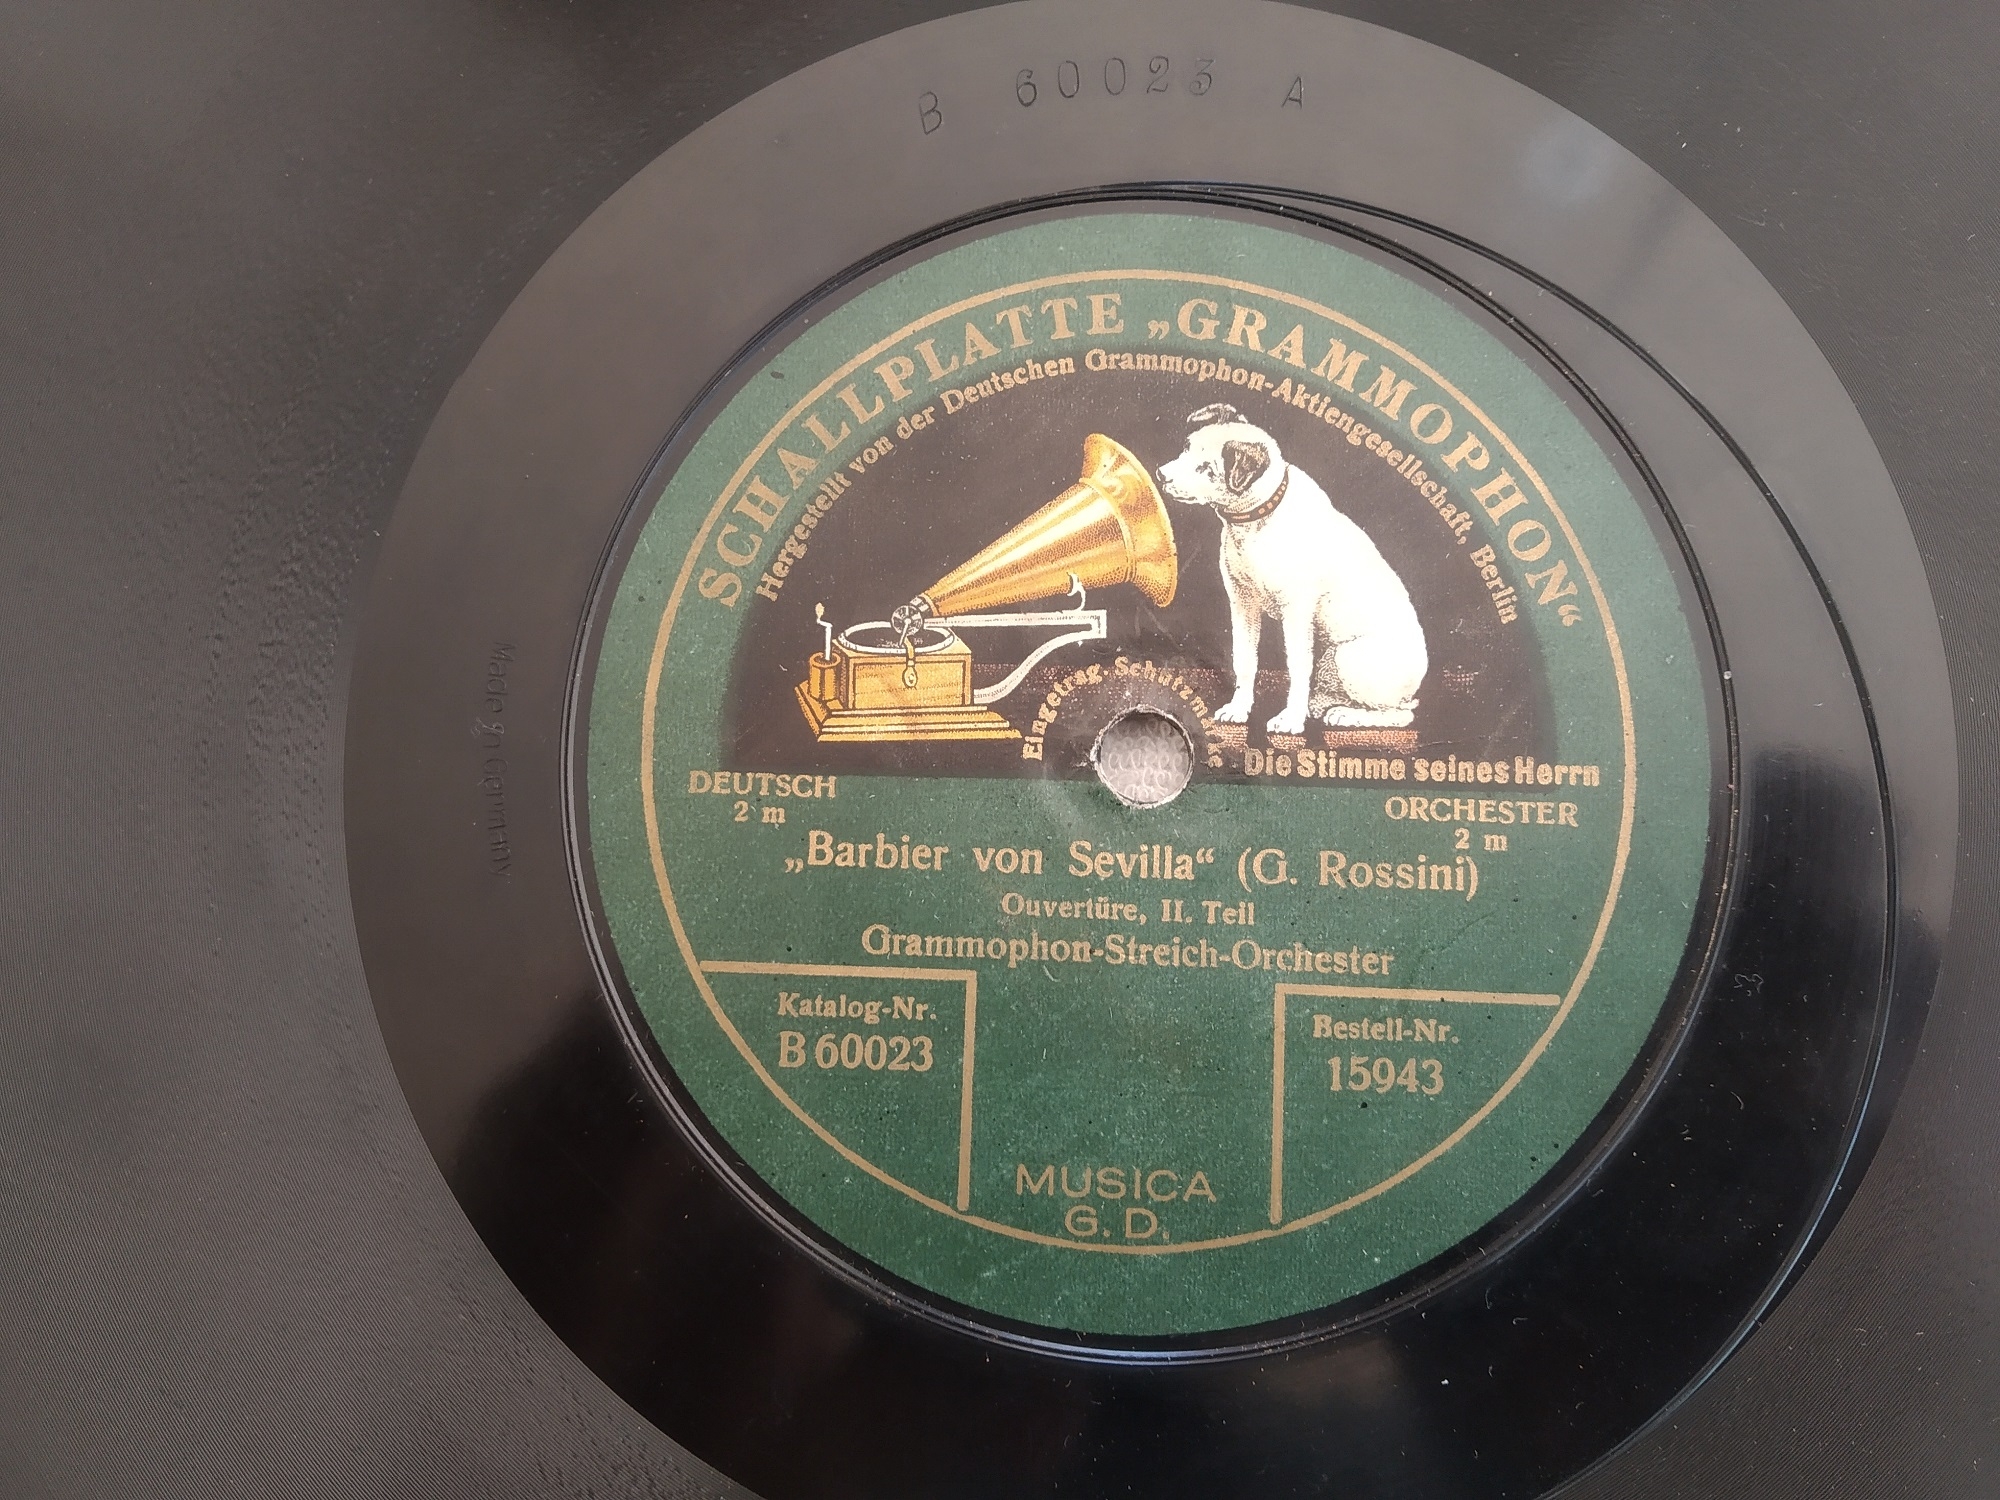 B 60023 A
SCHALLPLATTE „GRAMMOPHON“
Hergestellt von der Deutschen Grammophon-Aktiengesellschaft, Berlin
Eingetrag. Schutzmarke
Die Stimme seines Herrn
Made In Germany
DEUTSCH
2 m
ORCHESTER
2 m
„Barbier von Sevilla“ (G. Rossini)
Ouvertüre, II. Teil
Grammophon-Streich-Orchester
Katalog-Nr.
B 60023
Bestell-Nr.
15943
MUSICA
G. D.